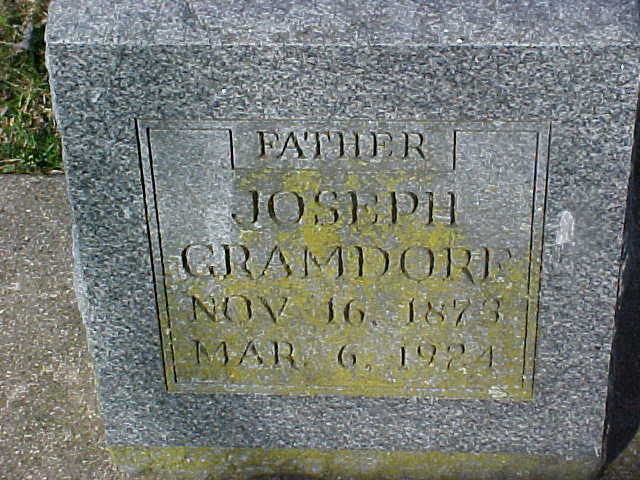 FATHER
JOSEPH
GRAMDORF
NOV. 16, 1873
MAR. 6, 1924